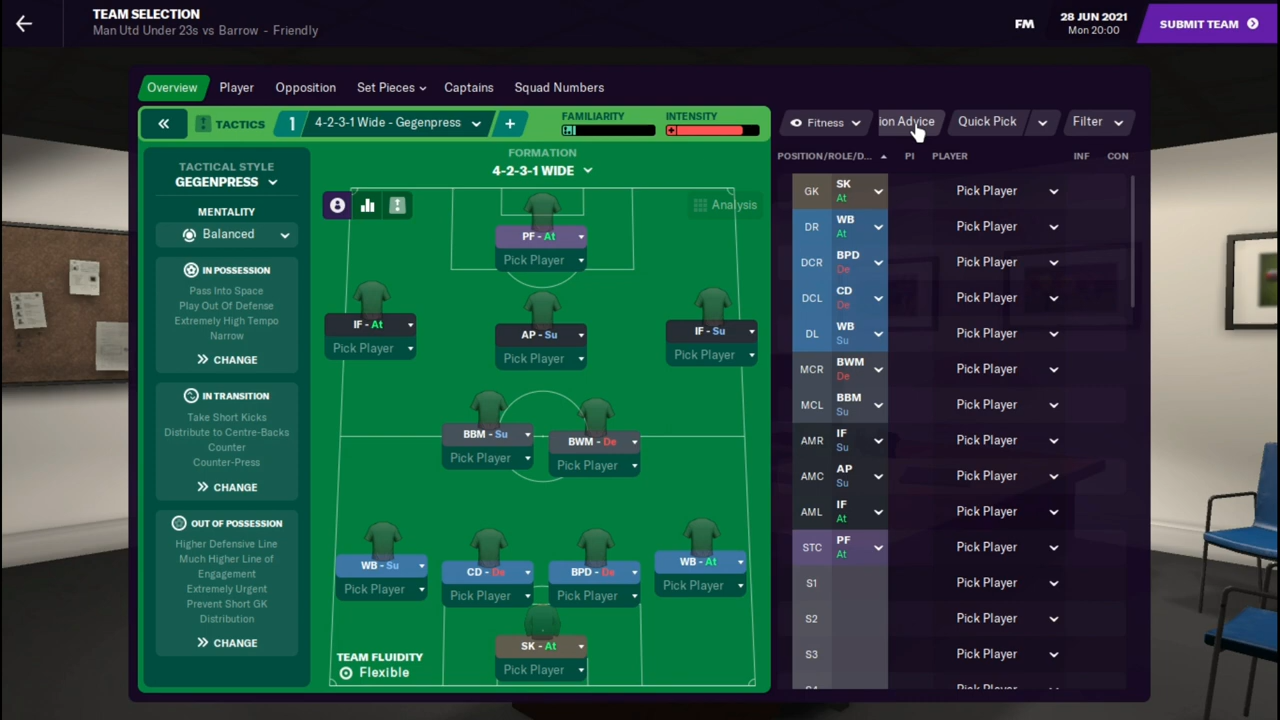 TEAM SELECTION
Man Utd Under 23s vs Barrow - Friendly
FM
28 JUN 2021
Mon 20:00
SUBMIT TEAM
Overview
Player
Opposition
Set Pieces
Captains
Squad Numbers
TACTICS
1
4-2-3-1 Wide - Gegenpress
FAMILIARITY
INTENSITY
Fitness
ion Advice
Quick Pick
Filter
TACTICAL STYLE
GEGENPRESS
MENTALITY
Balanced
IN POSSESSION
Pass Into Space
Play Out Of Defense
Extremely High Tempo
Narrow
CHANGE
IN TRANSITION
Take Short Kicks
Distribute to Centre-Backs
Counter
Counter-Press
CHANGE
OUT OF POSSESSION
Higher Defensive Line
Much Higher Line of
Engagement
Extremely Urgent
Prevent Short GK
Distribution
CHANGE
FORMATION
4-2-3-1 WIDE
Analysis
PF - At
Pick Player
IF - At
Pick Player
AP - Su
Pick Player
IF - Su
Pick Player
BBM - Su
Pick Player
BWM - De
Pick Player
WB - Su
Pick Player
CD - De
Pick Player
BPD - De
Pick Player
WB - At
Pick Player
SK - At
Pick Player
TEAM FLUIDITY
Flexible
POSITION/ROLE/D... PI PLAYER INF CON
GK SK At Pick Player
DR WB At Pick Player
DCR BPD De Pick Player
DCL CD De Pick Player
DL WB Su Pick Player
MCR BWM De Pick Player
MCL BBM Su Pick Player
AMR IF Su Pick Player
AMC AP Su Pick Player
AML IF At Pick Player
STC PF At Pick Player
S1 Pick Player
S2 Pick Player
S3 Pick Player
S4 Pick Player